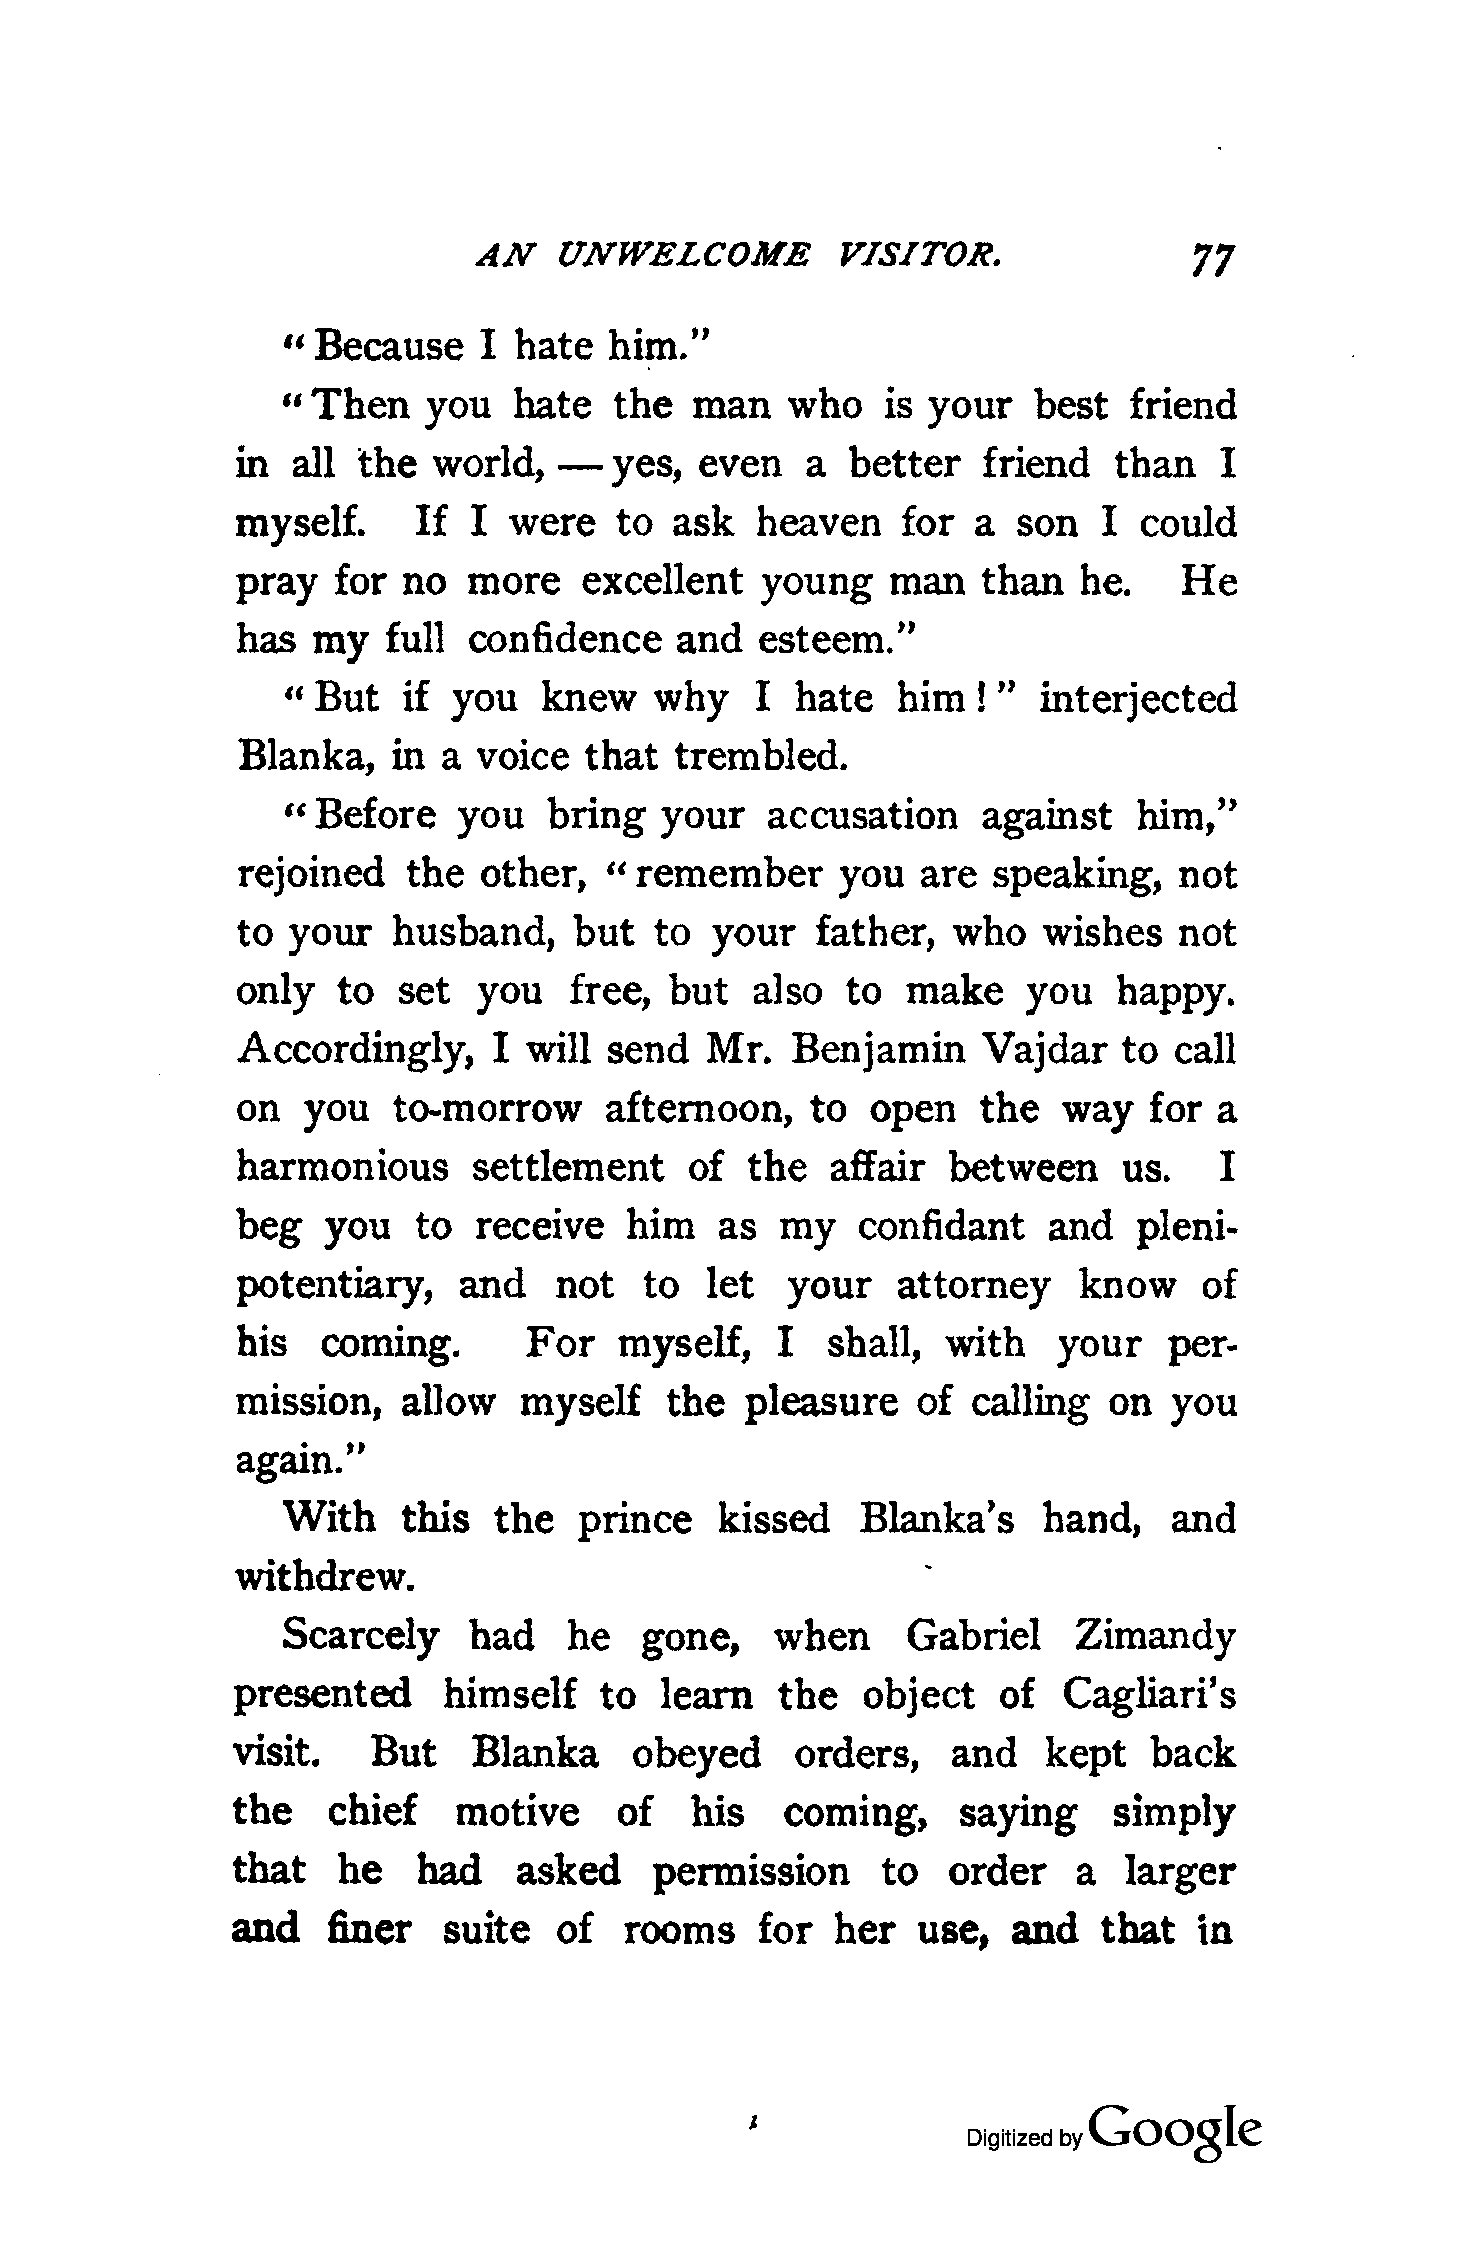 AN UNWELCOME VISITOR. 77
“Because I hate him.”
“Then you hate the man who is your best friend
in all the world, — yes, even a better friend than I
myself. If I were to ask heaven for a son I could
pray for no more excellent young man than he. He
has my full confidence and esteem.”
“But if you knew why I hate him!” interjected
Blanka, in a voice that trembled.
“Before you bring your accusation against him,”
rejoined the other, “remember you are speaking, not
to your husband, but to your father, who wishes not
only to set you free, but also to make you happy.
Accordingly, I will send Mr. Benjamin Vajdar to call
on you to-morrow afternoon, to open the way for a
harmonious settlement of the affair between us. I
beg you to receive him as my confidant and pleni-
potentiary, and not to let your attorney know of
his coming. For myself, I shall, with your per-
mission, allow myself the pleasure of calling on you
again.”
With this the prince kissed Blanka’s hand, and
withdrew.
Scarcely had he gone, when Gabriel Zimandy
presented himself to learn the object of Cagliari’s
visit. But Blanka obeyed orders, and kept back
the chief motive of his coming, saying simply
that he had asked permission to order a larger
and finer suite of rooms for her use, and that in
Digitized by Google